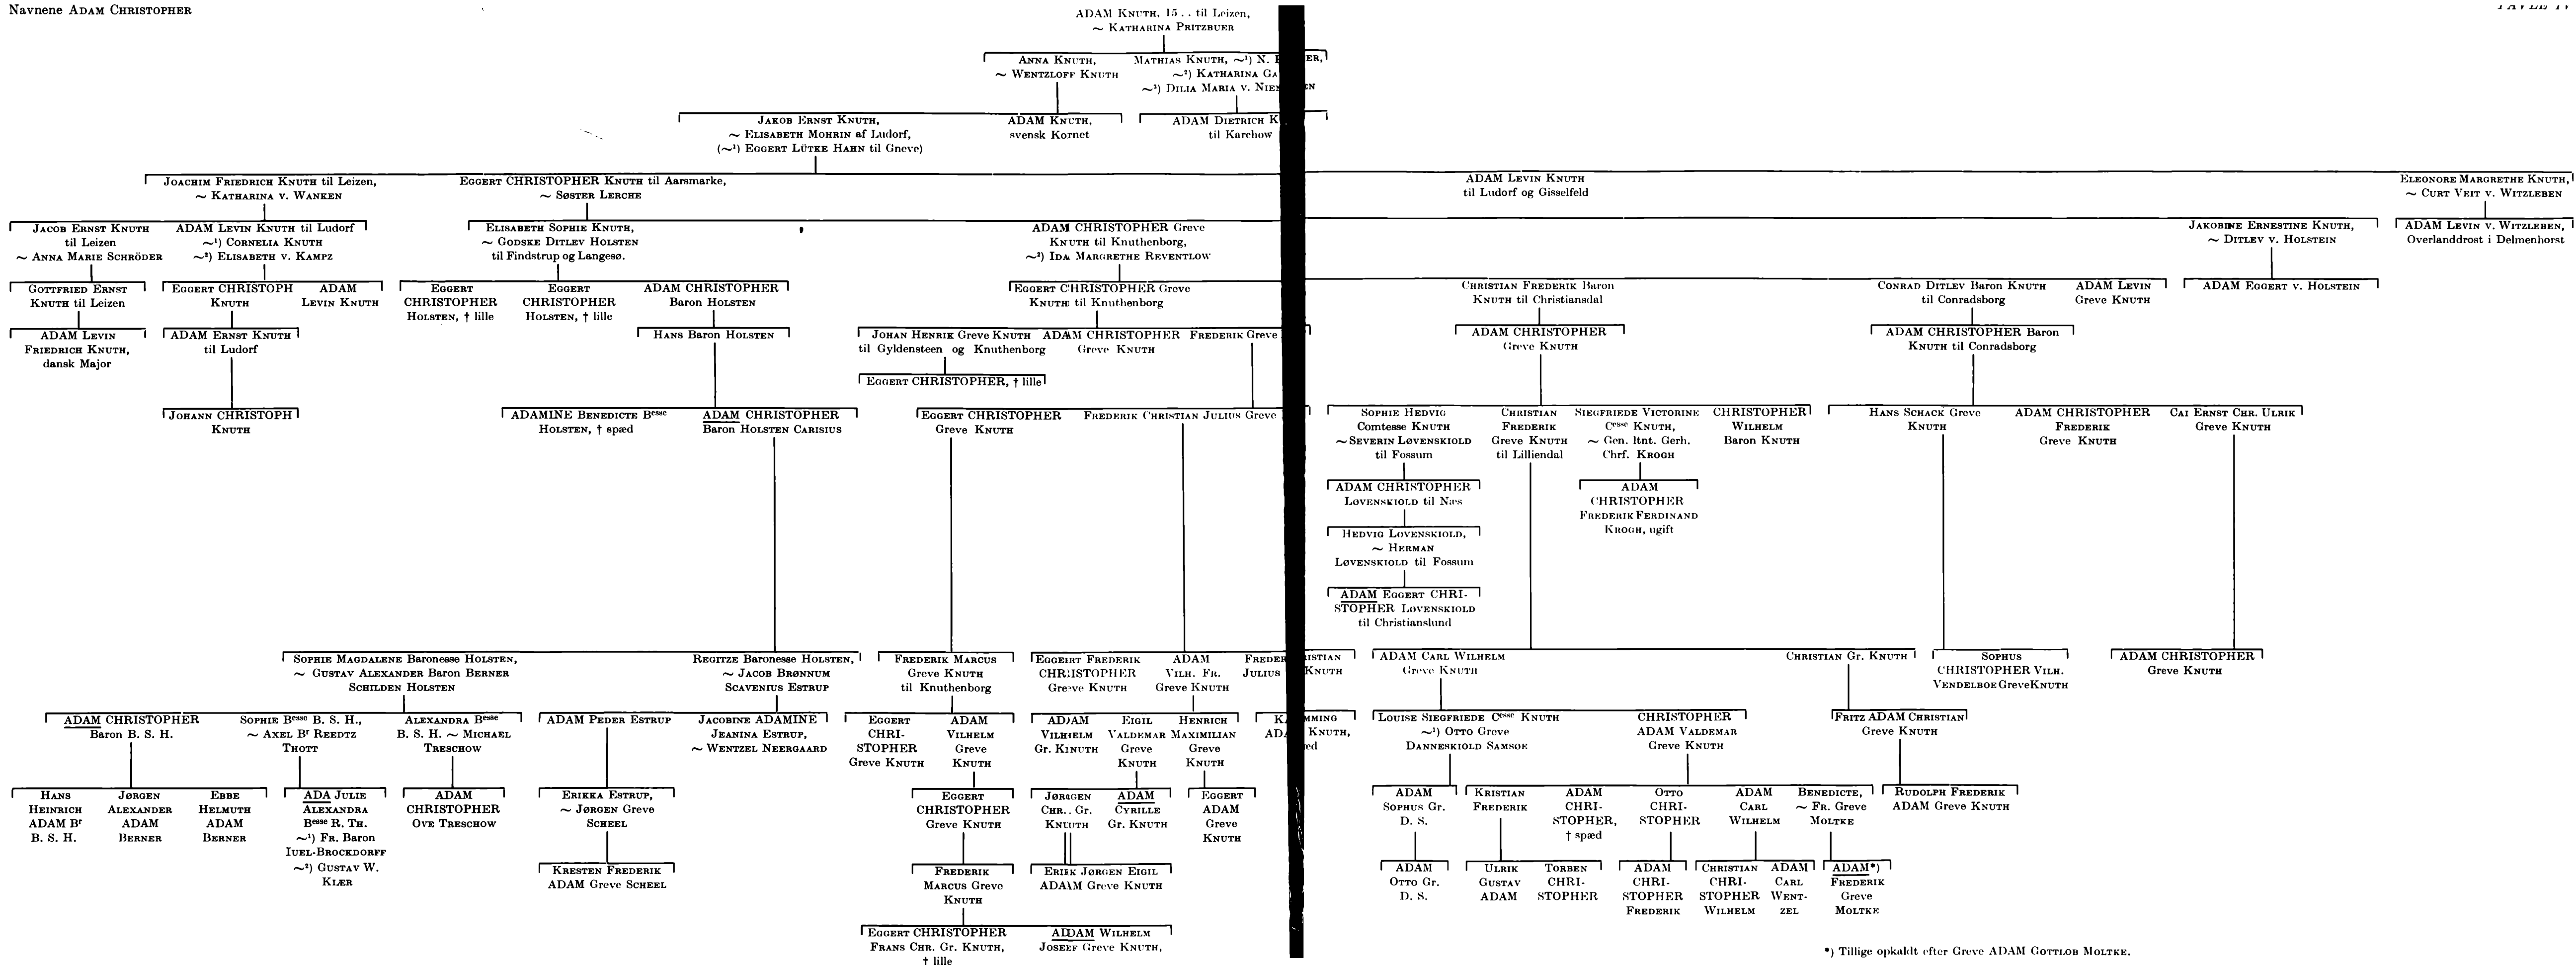 Navnene ADAM CHRISTOPHER
ADAM KNUTH, 15 . . til Leizen,
~ KATHARINA PRITZBUER
ANNA KNUTH,
~ WENTZLOFF KNUTH
MATHIAS KNUTH, ~¹) N.
~²) KATHARINA
~³) DILIA MARIA V.
JAKOB ERNST KNUTH,
~ ELISABETH MOHRIN af Ludorf,
(~¹) EGGERT LÜTKE HAHN til Gneve)
ADAM KNUTH,
svensk Kornet
ADAM DIETRICH
til Karchow
JOACHIM FRIEDRICH KNUTH til Leizen,
~ KATHARINA V. WANKEN
EGGERT CHRISTOPHER KNUTH til Aarsmarke,
~ SØSTER LERCHE
ADAM LEVIN KNUTH
til Ludorf og Gisselfeld
ELEONORE MARGRETHE KNUTH,
~ CURT VEIT V. WITZLEBEN
JACOB ERNST KNUTH
til Leizen
~ ANNA MARIE SCHRÖDER
ADAM LEVIN KNUTH til Ludorf
~¹) CORNELIA KNUTH
~²) ELISABETH V. KAMPZ
ELISABETH SOPHIE KNUTH,
~ GODSKE DITLEV HOLSTEN
til Findstrup og Langesø.
ADAM CHRISTOPHER Greve
KNUTH til Knuthenborg,
~²) IDA MARGRETHE REVENTLOW
JAKOBINE ERNESTINE KNUTH,
~ DITLEV V. HOLSTEIN
ADAM LEVIN V. WITZLEBEN,
Overlanddrost i Delmenhorst
GOTTFRIED ERNST
KNUTH til Leizen
EGGERT CHRISTOPH
KNUTH
ADAM
LEVIN KNUTH
EGGERT
CHRISTOPHER
HOLSTEN, † lille
EGGERT
CHRISTOPHER
HOLSTEN, † lille
ADAM CHRISTOPHER
Baron HOLSTEN
EGGERT CHRISTOPHER Greve
KNUTH til Knuthenborg
CHRISTIAN FREDERIK Baron
KNUTH til Christiansdal
CONRAD DITLEV Baron KNUTH
til Conradsborg
ADAM LEVIN
Greve KNUTH
ADAM EGGERT V. HOLSTEIN
ADAM LEVIN
FRIEDRICH KNUTH,
dansk Major
ADAM ERNST KNUTH
til Ludorf
HANS Baron HOLSTEN
JOHAN HENRIK Greve KNUTH
til Gyldensteen og Knuthenborg
ADAM CHRISTOPHER
Greve KNUTH
FREDERIK Greve
ADAM CHRISTOPHER
Greve KNUTH
ADAM CHRISTOPHER Baron
KNUTH til Conradsborg
EGGERT CHRISTOPHER, † lille
JOHANN CHRISTOPH
KNUTH
ADAMINE BENEDICTE Besse
HOLSTEN, † spæd
ADAM CHRISTOPHER
Baron HOLSTEN CARISIUS
EGGERT CHRISTOPHER
Greve KNUTH
FREDERIK CHRISTIAN JULIUS Greve
SOPHIE HEDVIG
Comtesse KNUTH
~ SEVERIN LØVENSKIOLD
til Fossum
CHRISTIAN
FREDERIK
Greve KNUTH
til Lilliendal
SIEGFRIEDE VICTORINE
Cesse KNUTH,
~ Gen. ltnt. Gerh.
Chrf. KROGH
CHRISTOPHER
WILHELM
Baron KNUTH
HANS SCHACK Greve
KNUTH
ADAM CHRISTOPHER
FREDERIK
Greve KNUTH
CAI ERNST CHR. ULRIK
Greve KNUTH
ADAM CHRISTOPHER
LØVENSKIOLD til Næs
ADAM
CHRISTOPHER
FREDERIK FERDINAND
KROGH, ugift
HEDVIG LØVENSKIOLD,
~ HERMAN
LØVENSKIOLD til Fossum
ADAM EGGERT CHRI-
STOPHER LØVENSKIOLD
til Christianslund
SOPHIE MAGDALENE Baronesse HOLSTEN,
~ GUSTAV ALEXANDER Baron BERNER
SCHILDEN HOLSTEN
REGITZE Baronesse HOLSTEN,
~ JACOB BRØNNUM
SCAVENIUS ESTRUP
FREDERIK MARCUS
Greve KNUTH
til Knuthenborg
EGGEIRT FREDERIK
CHRISTOPHER
Greve KNUTH
ADAM
VILH. FR.
Greve KNUTH
JULIUS KNUTH
ADAM CARL WILHELM
Greve KNUTH
CHRISTIAN Gr. KNUTH
SOPHUS
CHRISTOPHER VILH.
VENDELBOE Greve KNUTH
ADAM CHRISTOPHER
Greve KNUTH
ADAM CHRISTOPHER
Baron B. S. H.
SOPHIE Besse B. S. H.,
~ AXEL Br REEDTZ
THOTT
ALEXANDRA Besse
B. S. H. ~ MICHAEL
TRESCHOW
ADAM PEDER ESTRUP
JACOBINE ADAMINE
JEANINA ESTRUP,
~ WENTZEL NEERGAARD
EGGERT
CHRI-
STOPHER
Greve KNUTH
ADAM
VILHELM
Greve
KNUTH
ADAM
VILHELM
Gr. KNUTH
EIGIL
VALDEMAR
Greve
KNUTH
HENRICH
MAXIMILIAN
Greve
KNUTH
KNUTH,
LOUISE SIEGFRIEDE Cesse KNUTH
~¹) OTTO Greve
DANNESKIOLD SAMSØE
CHRISTOPHER
ADAM VALDEMAR
Greve KNUTH
FRITZ ADAM CHRISTIAN
Greve KNUTH
HANS
HEINRICH
ADAM Br
B. S. H.
JØRGEN
ALEXANDER
ADAM
BERNER
EBBE
HELMUTH
ADAM
BERNER
ADA JULIE
ALEXANDRA
Besse R. TH.
~¹) FR. Baron
IUEL-BROCKDORFF
~²) GUSTAV W.
KIÆR
ADAM
CHRISTOPHER
OVE TRESCHOW
ERIKKA ESTRUP,
~ JØRGEN Greve
SCHEEL
EGGERT
CHRISTOPHER
Greve KNUTH
JØRGEN
CHR. . Gr.
KNUTH
ADAM
CYRILLE
Gr. KNUTH
EGGERT
ADAM
Greve
KNUTH
ADAM
SOPHUS Gr.
D. S.
KRISTIAN
FREDERIK
ADAM
CHRI-
STOPHER,
† spæd
OTTO
CHRI-
STOPHER
ADAM
CARL
WILHELM
BENEDICTE,
~ FR. Greve
MOLTKE
RUDOLPH FREDERIK
ADAM Greve KNUTH
KRESTEN FREDERIK
ADAM Greve SCHEEL
FREDERIK
MARCUS Greve
KNUTH
ERIK JØRGEN EIGIL
ADAM Greve KNUTH
ADAM
OTTO Gr.
D. S.
ULRIK
GUSTAV
ADAM
TORBEN
CHRI-
STOPHER
ADAM
CHRI-
STOPHER
FREDERIK
CHRISTIAN
CHRI-
STOPHER
WILHELM
ADAM
CARL
WENT-
ZEL
ADAM*)
FREDERIK
Greve
MOLTKE
EGGERT CHRISTOPHER
FRANS CHR. Gr. KNUTH,
† lille
ADAM WILHELM
JOSEF Greve KNUTH,
*) Tillige opkaldt efter Greve ADAM GOTTLOB MOLTKE.